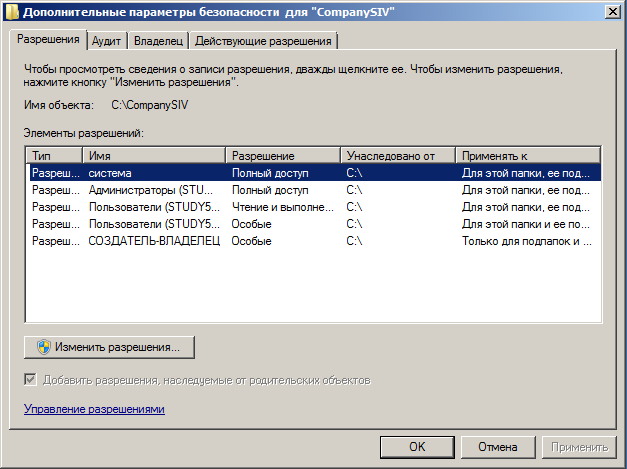 Дополнительные параметры безопасности для "CompanySIV"
Разрешения Аудит Владелец Действующие разрешения
Чтобы просмотреть сведения о записи разрешения, дважды щелкните ее. Чтобы изменить разрешения,
нажмите кнопку "Изменить разрешения".
Имя объекта: C:\CompanySIV
Элементы разрешений:
Тип Имя Разрешение Унаследовано от Применять к
Разреш... система Полный доступ C:\ Для этой папки, ее под...
Разреш... Администраторы (STU... Полный доступ C:\ Для этой папки, ее под...
Разреш... Пользователи (STUDY5... Чтение и выполне... C:\ Для этой папки, ее под...
Разреш... Пользователи (STUDY5... Особые C:\ Для этой папки и ее по...
Разреш... СОЗДАТЕЛЬ-ВЛАДЕЛЕЦ Особые C:\ Только для подпапок и ...
Изменить разрешения...
Добавить разрешения, наследуемые от родительских объектов
Управление разрешениями
OK Отмена Применить